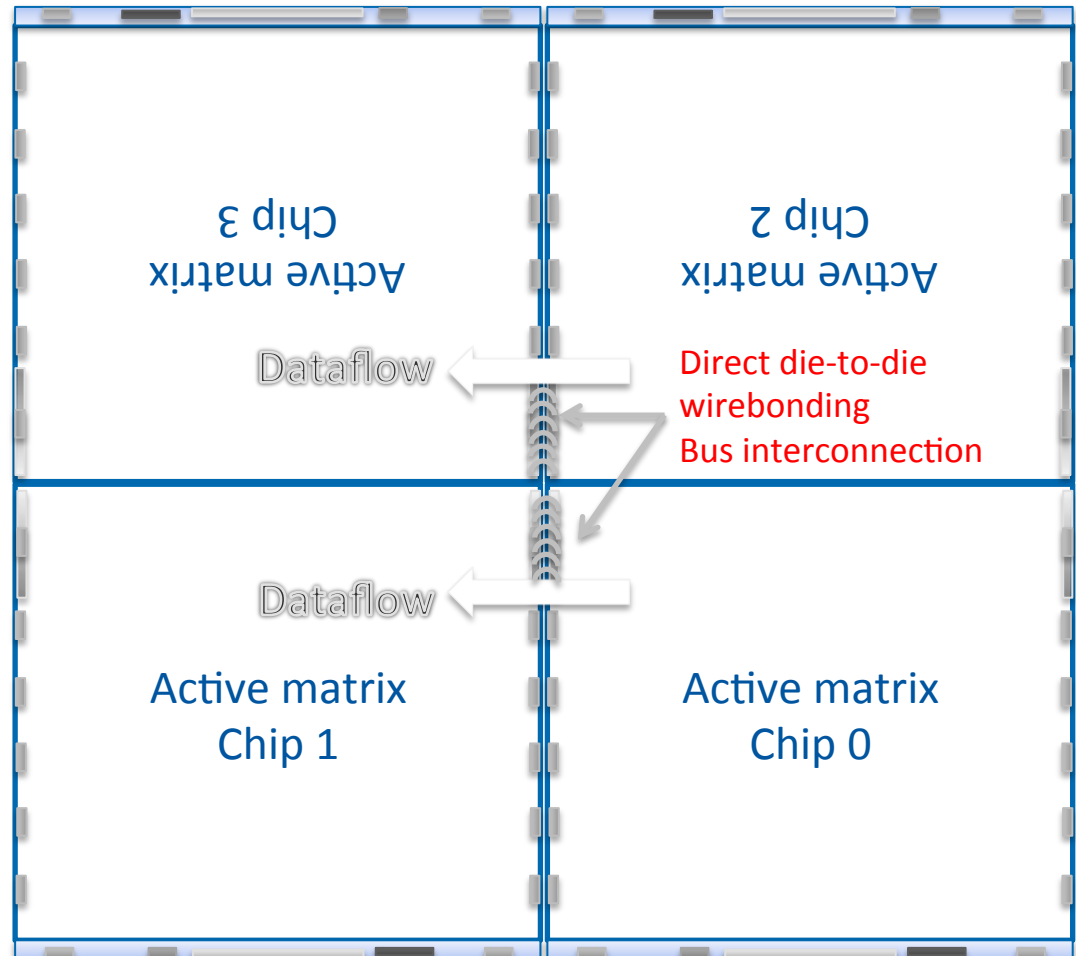 Chip 3
Active matrix
Chip 2
Active matrix
Dataflow
Direct die-to-die
wirebonding
Bus interconnection
Dataflow
Active matrix
Chip 1
Active matrix
Chip 0